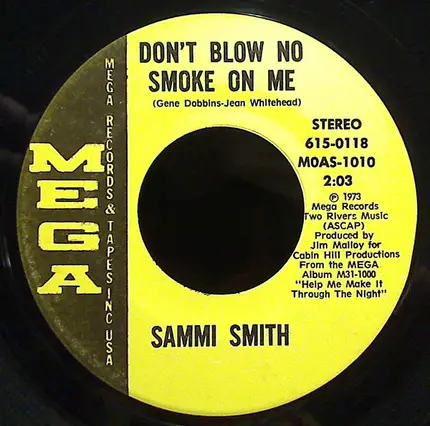 DON'T BLOW NO
SMOKE ON ME
(Gene Dobbins-Jean Whitehead)
MEGA
MEGA RECORDS & TAPES INC USA
STEREO
615-0118
M0AS-1010
2:03
℗ 1973
Mega Records
Two Rivers Music
(ASCAP)
Produced by
Jim Malloy for
Cabin Hill Productions
From the MEGA
Album M31-1000
"Help Me Make It
Through The Night"
SAMMI SMITH